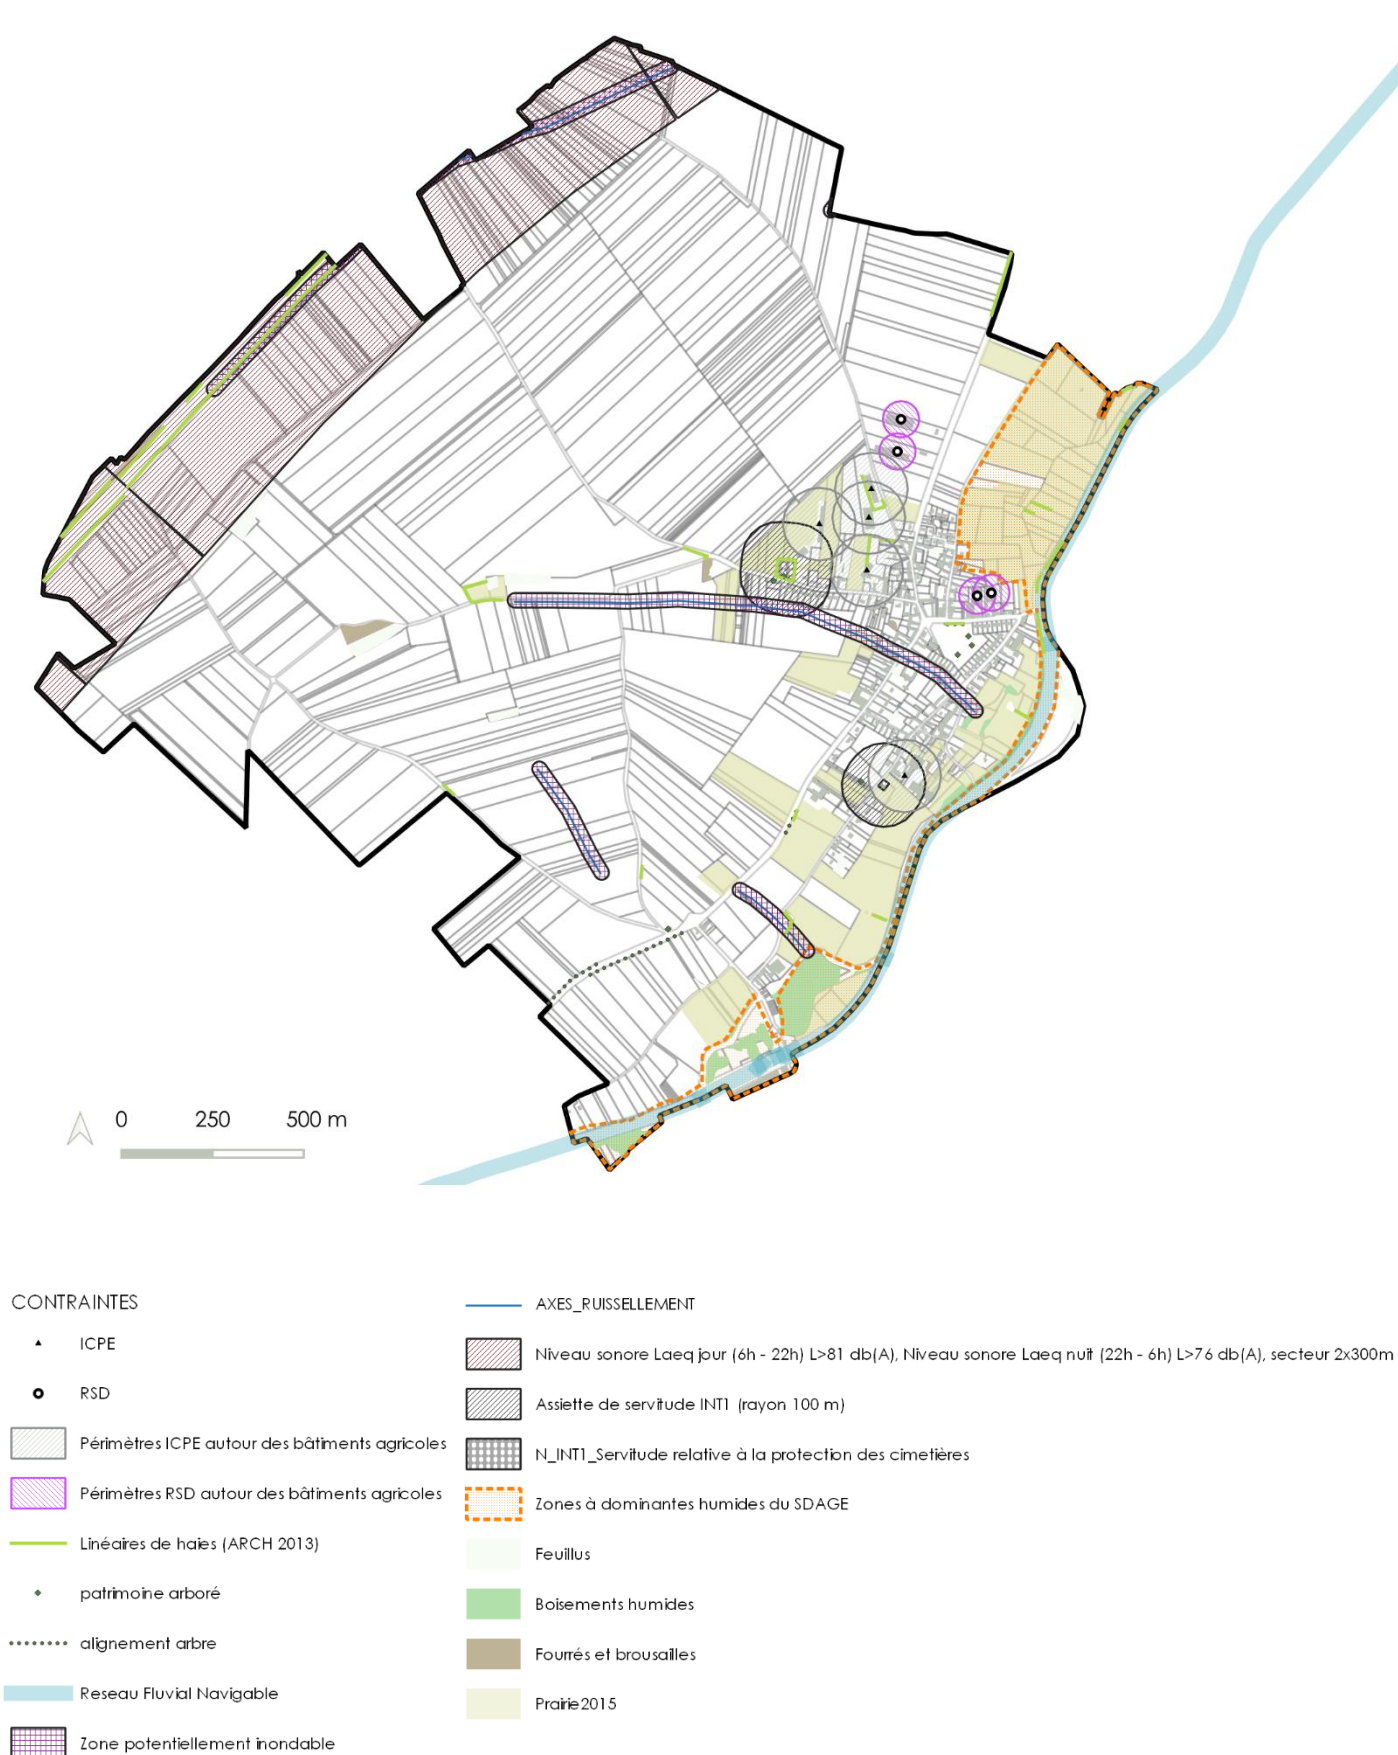 0 250 500 m
CONTRAINTES
ICPE
RSD
Périmètres ICPE autour des bâtiments agricoles
Périmètres RSD autour des bâtiments agricoles
Linéaires de haies (ARCH 2013)
patrimoine arboré
alignement arbre
Reseau Fluvial Navigable
Zone potentiellement inondable
AXES_RUISSELLEMENT
Niveau sonore Laeq jour (6h - 22h) L>81 db(A), Niveau sonore Laeq nuit (22h - 6h) L>76 db(A), secteur 2x300m
Assiette de servitude INT1 (rayon 100 m)
N_INT1_Servitude relative à la protection des cimetières
Zones à dominantes humides du SDAGE
Feuillus
Boisements humides
Fourrés et brousailles
Prairie2015